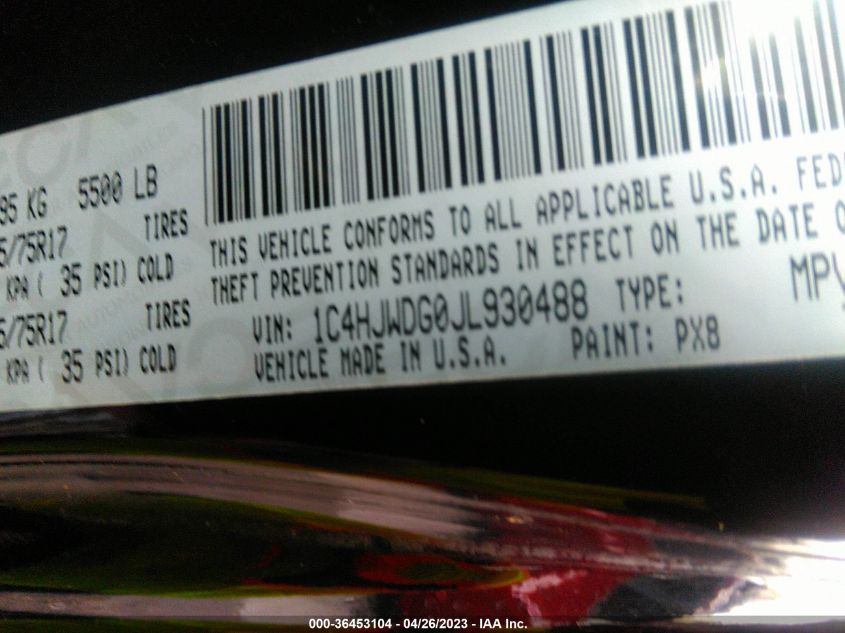 95 KG 5500 LB
5/75R17 TIRES
KPA ( 35 PSI) COLD
5/75R17 TIRES
KPA ( 35 PSI) COLD
THIS VEHICLE CONFORMS TO ALL APPLICABLE U.S.A. FED
THEFT PREVENTION STANDARDS IN EFFECT ON THE DATE O
VIN: 1C4HJWDG0JL930488 TYPE: MPV
VEHICLE MADE IN U.S.A. PAINT: PX8
000-36453104 - 04/26/2023 - IAA Inc.